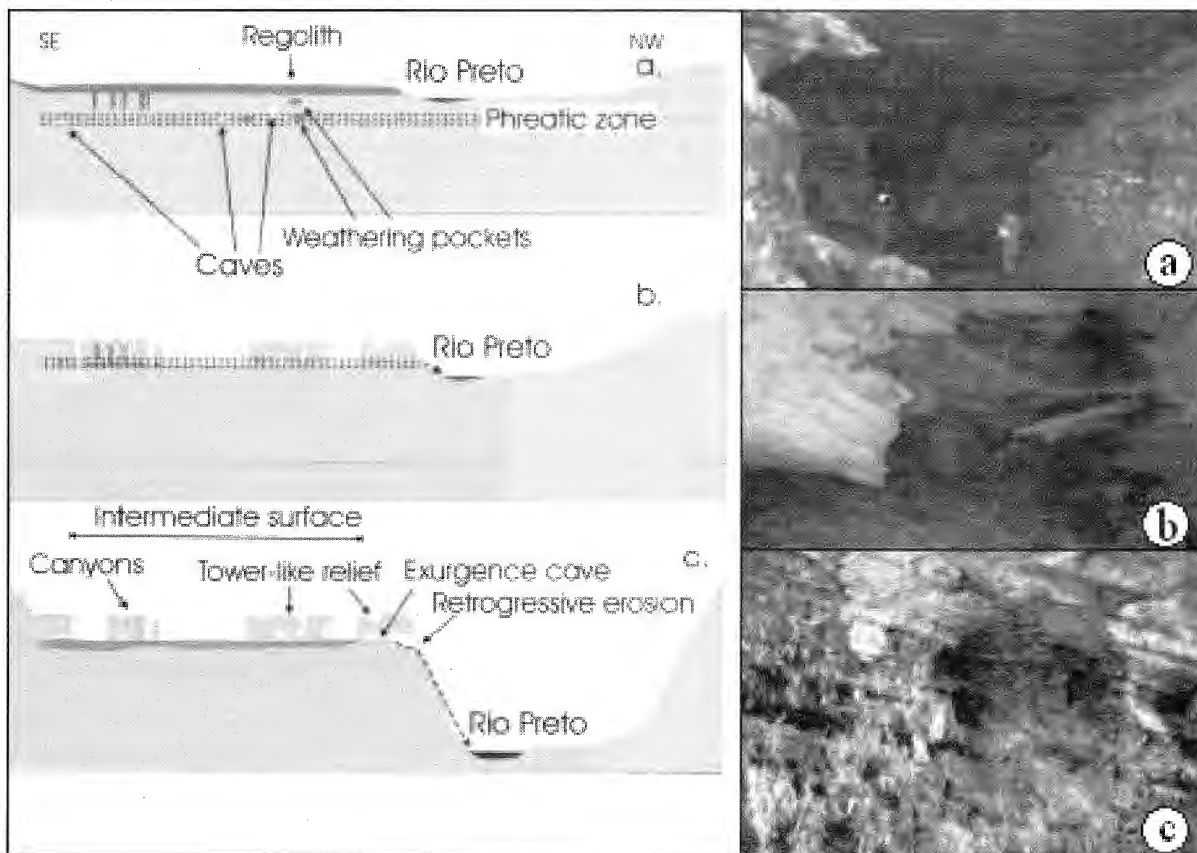 SE
Regolith
NW
a.
Rio Preto
Phreatic zone
Weathering pockets
Caves
b.
Rio Preto
Intermediate surface
c.
Canyons
Tower-like relief
Exurgence cave
Retrogressive erosion
Rio Preto
a
b
c